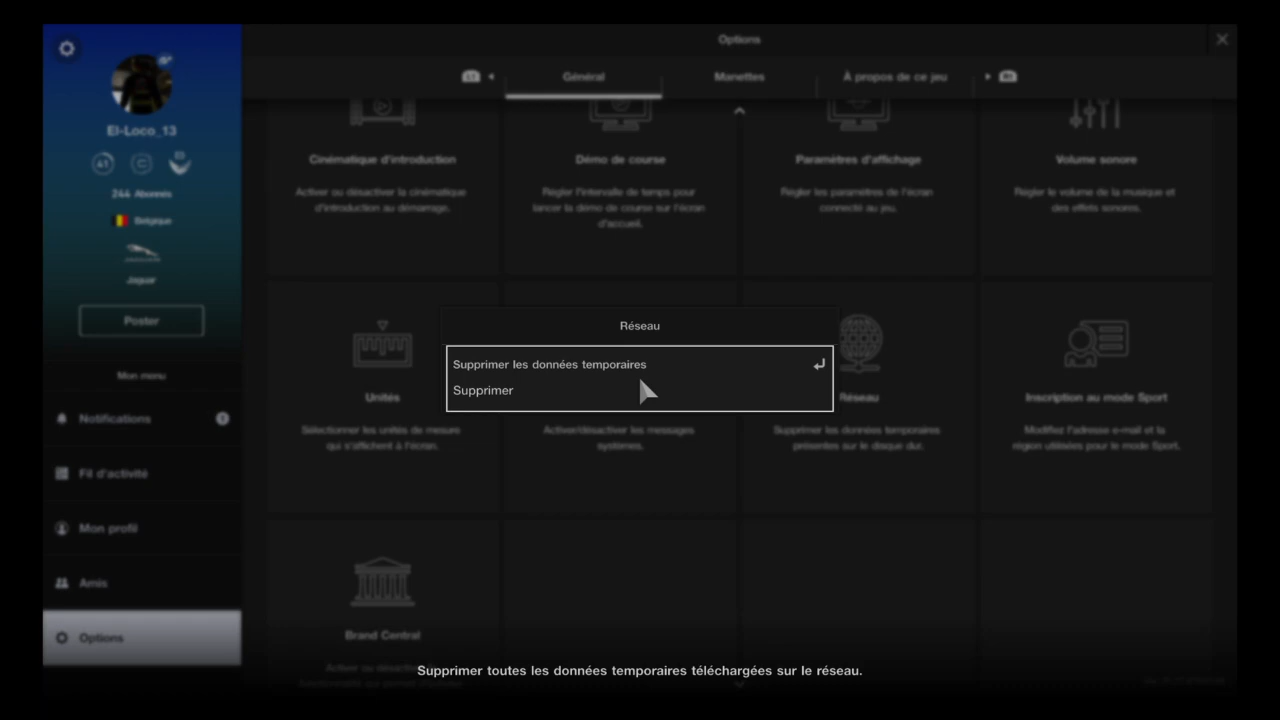 Options
L1
Général
Manettes
À propos de ce jeu
R1
El-Loco_13
41
C
244 Abonnés
Belgique
Jaguar
Poster
Mon menu
Notifications
Fil d'activité
Mon profil
Amis
Options
Cinématique d'introduction
Activer ou désactiver la cinématique
d'introduction au démarrage.
Démo de course
Régler l'intervalle de temps pour
lancer la démo de course sur l'écran
d'accueil.
Paramètres d'affichage
Régler les paramètres de l'écran
connecté au jeu.
Volume sonore
Régler le volume de la musique et
des effets sonores.
Réseau
Supprimer les données temporaires
Supprimer
Unités
Sélectionner les unités de mesure
qui s'affichent à l'écran.
Activer/désactiver les messages
systèmes.
Réseau
Supprimer les données temporaires
présentes sur le disque dur.
Inscription au mode Sport
Modifiez l'adresse e-mail et la
région utilisées pour le mode Sport.
Brand Central
Activer ou
Supprimer toutes les données temporaires téléchargées sur le réseau.